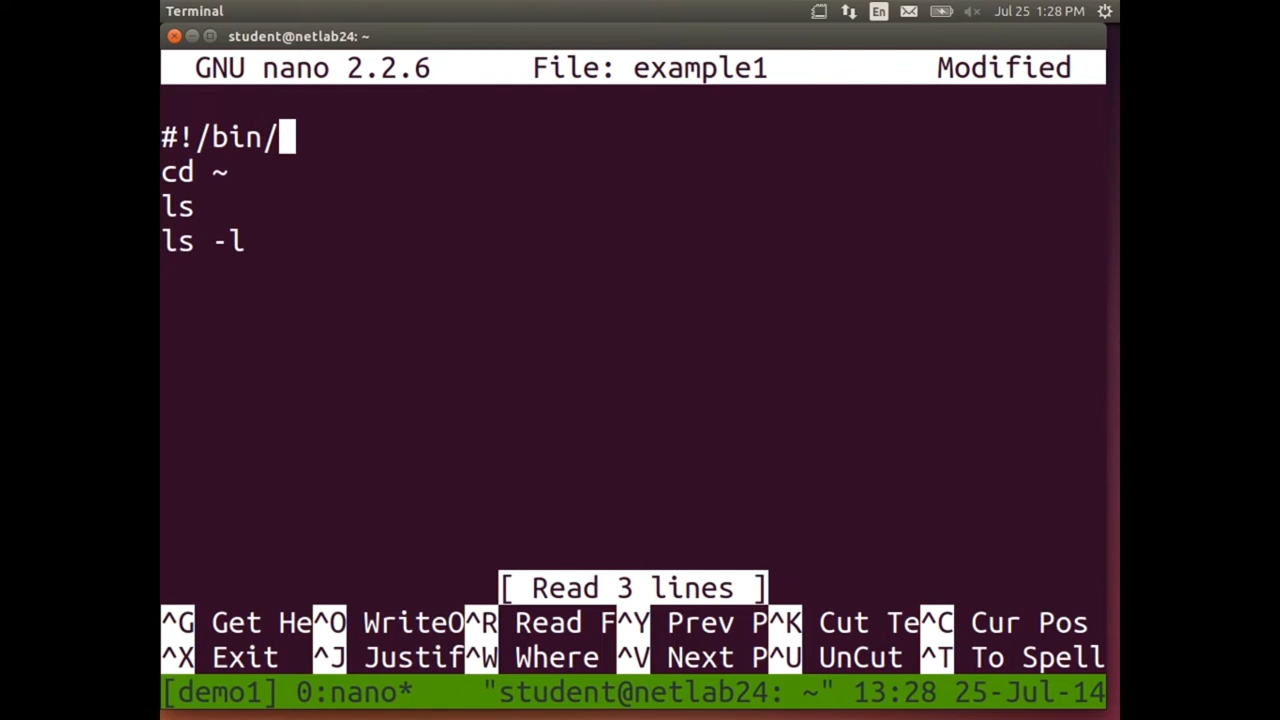 Terminal En Jul 25 1:28 PM
student@netlab24: ~
GNU nano 2.2.6 File: example1 Modified
#!/bin/
cd ~
ls
ls -l
[ Read 3 lines ]
^G Get He^O WriteO^R Read F^Y Prev P^K Cut Te^C Cur Pos
^X Exit ^J Justif^W Where ^V Next P^U UnCut ^T To Spell
[demo1] 0:nano* "student@netlab24: ~" 13:28 25-Jul-14